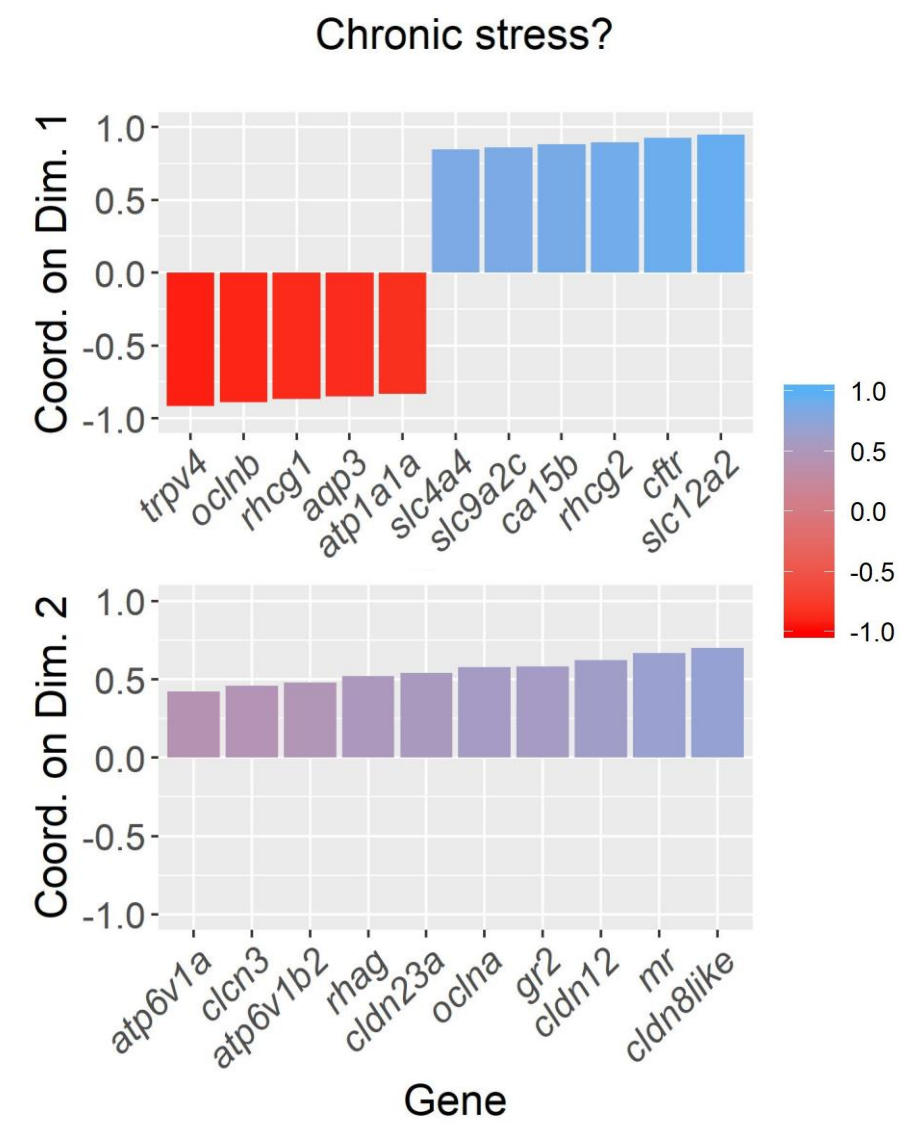 Chronic stress?
Coord. on Dim. 1
1.0
0.5
0.0
-0.5
-1.0
trpv4
oclnb
rhcg1
aqp3
atp1a1a
slc4a4
slc9a2c
ca15b
rhcg2
cftr
slc12a2
1.0
0.5
0.0
-0.5
-1.0
Coord. on Dim. 2
1.0
0.5
0.0
-0.5
-1.0
atp6v1a
clcn3
atp6v1b2
rhag
cldn23a
oclna
gr2
cldn12
mr
cldn8like
Gene